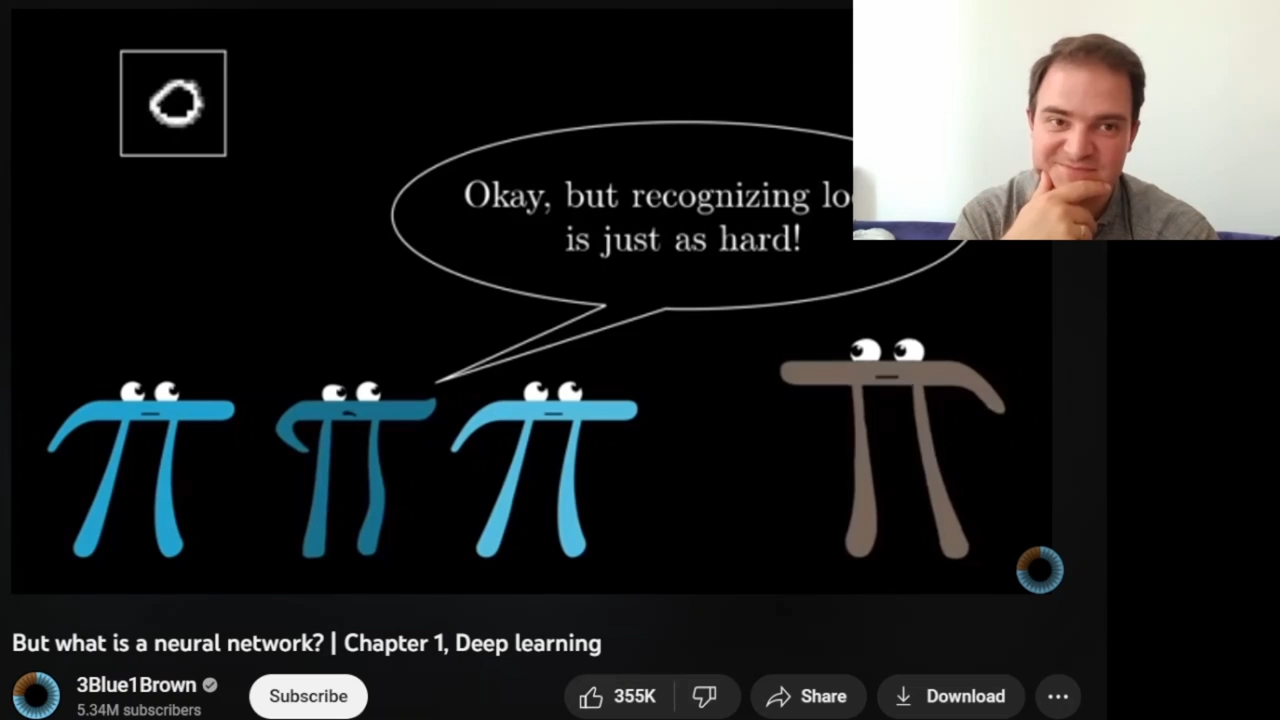 Okay, but recognizing
is just as hard!
But what is a neural network? | Chapter 1, Deep learning
3Blue1Brown
5.34M subscribers
Subscribe
355K
Share
Download